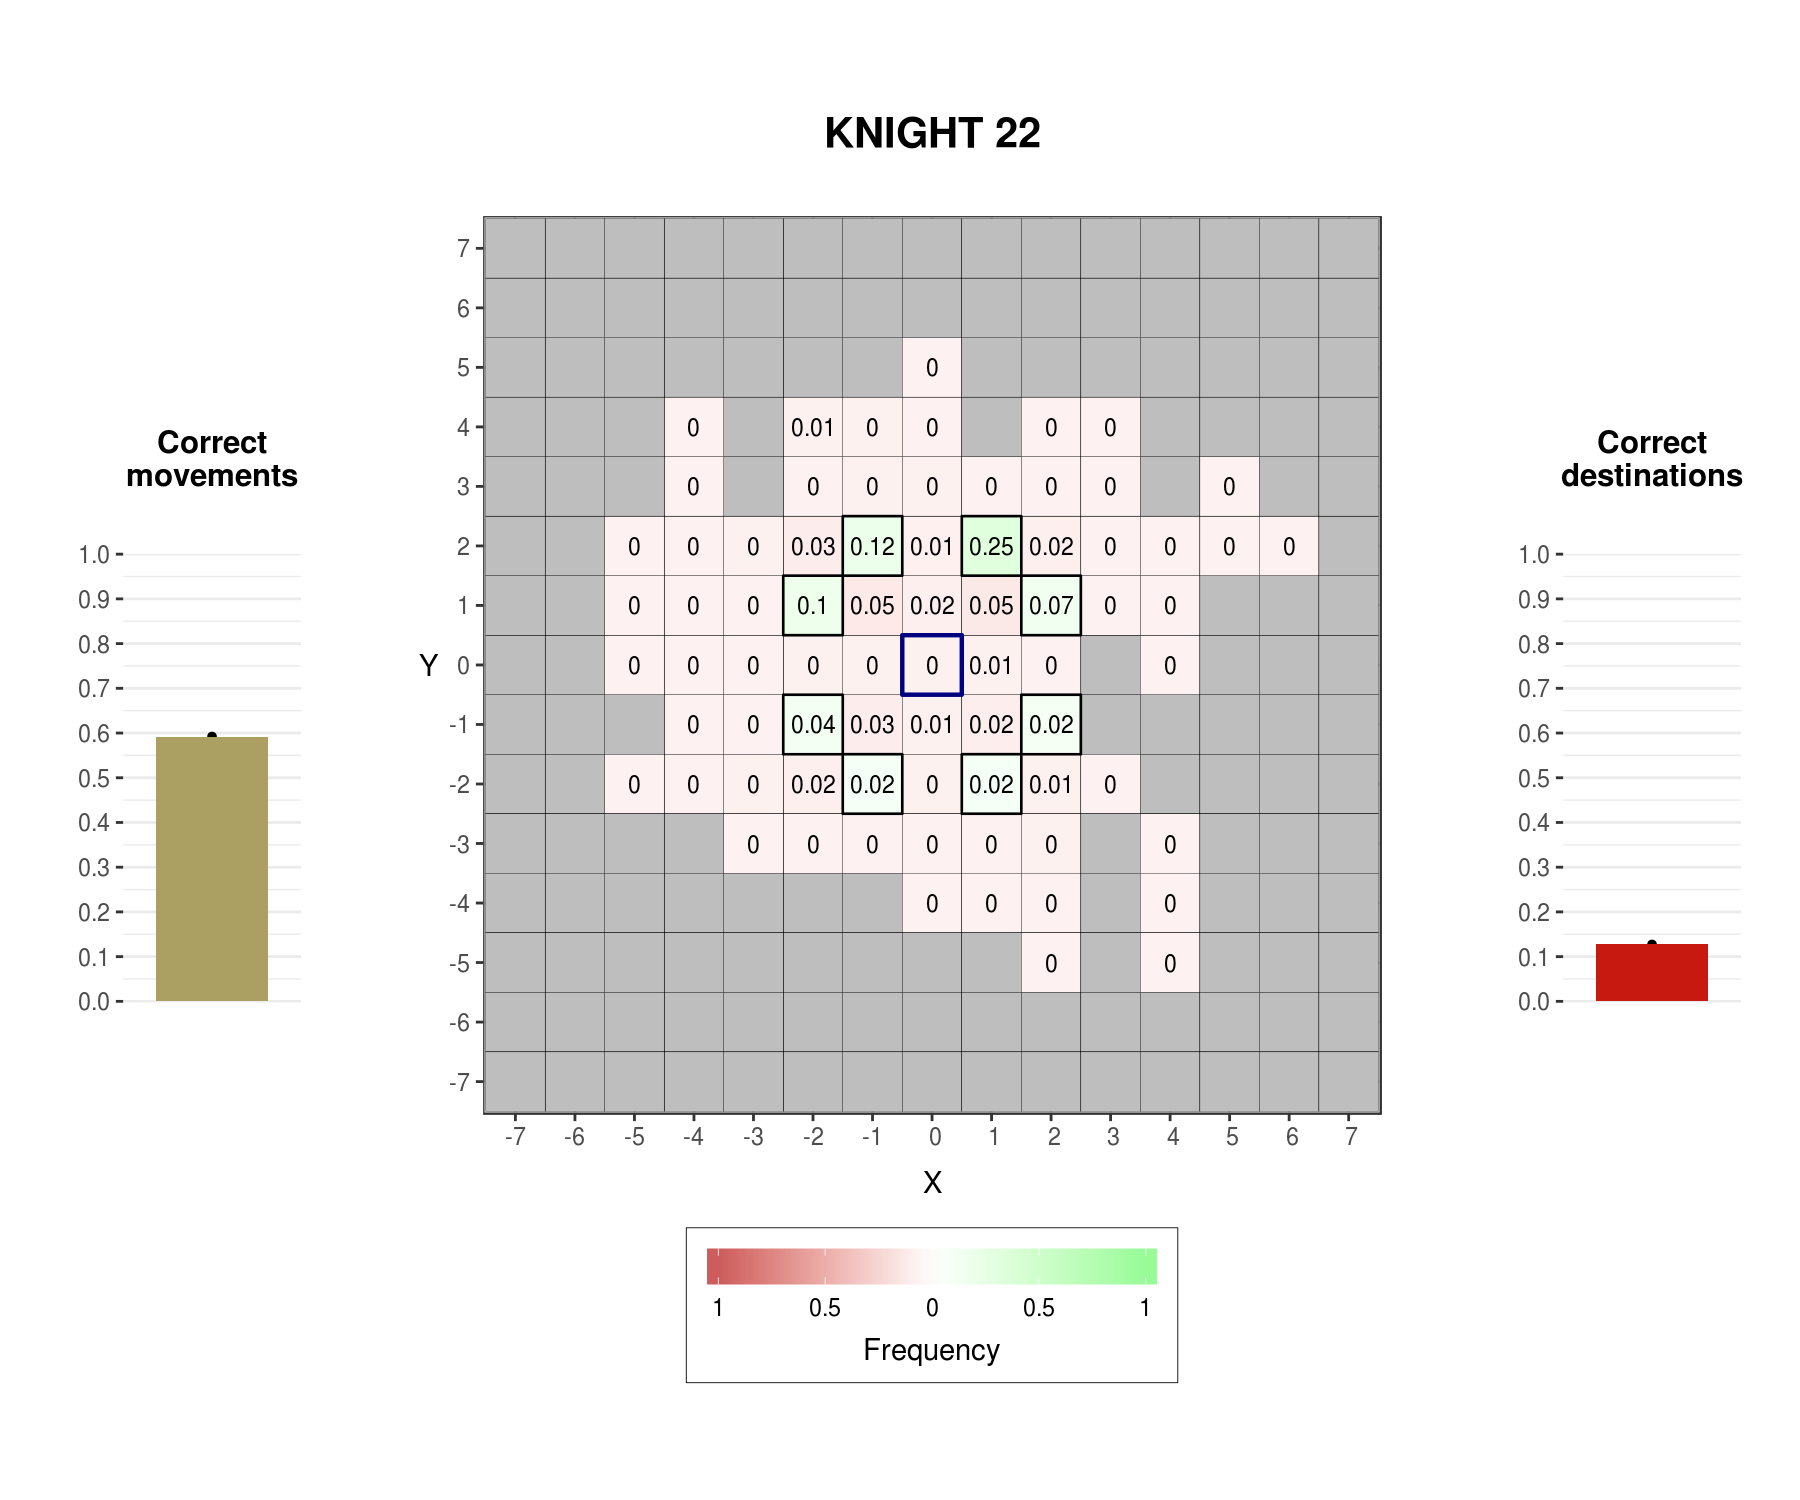 KNIGHT 22
Correct
movements
1.0
0.9
0.8
0.7
0.6
0.5
0.4
0.3
0.2
0.1
0.0
Y
7
6
5
4
3
2
1
0
-1
-2
-3
-4
-5
-6
-7
0
0 0.01 0 0 0 0
0 0 0 0 0 0 0 0
0 0 0 0.03 0.12 0.01 0.25 0.02 0 0 0 0
0 0 0 0.1 0.05 0.02 0.05 0.07 0 0
0 0 0 0 0 0 0.01 0 0
0 0 0.04 0.03 0.01 0.02 0.02
0 0 0 0.02 0.02 0 0.02 0.01 0
0 0 0 0 0 0 0
0 0 0 0
0 0
-7 -6 -5 -4 -3 -2 -1 0 1 2 3 4 5 6 7
X
1 0.5 0 0.5 1
Frequency
Correct
destinations
1.0
0.9
0.8
0.7
0.6
0.5
0.4
0.3
0.2
0.1
0.0